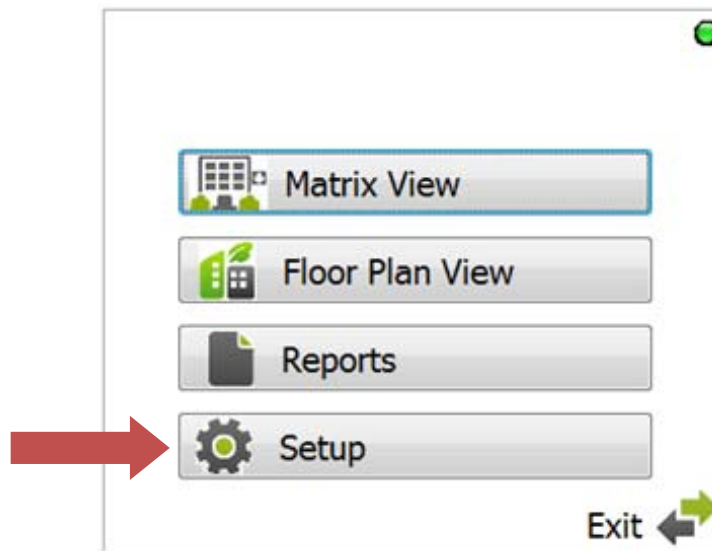 Matrix View
Floor Plan View
Reports
Setup
Exit